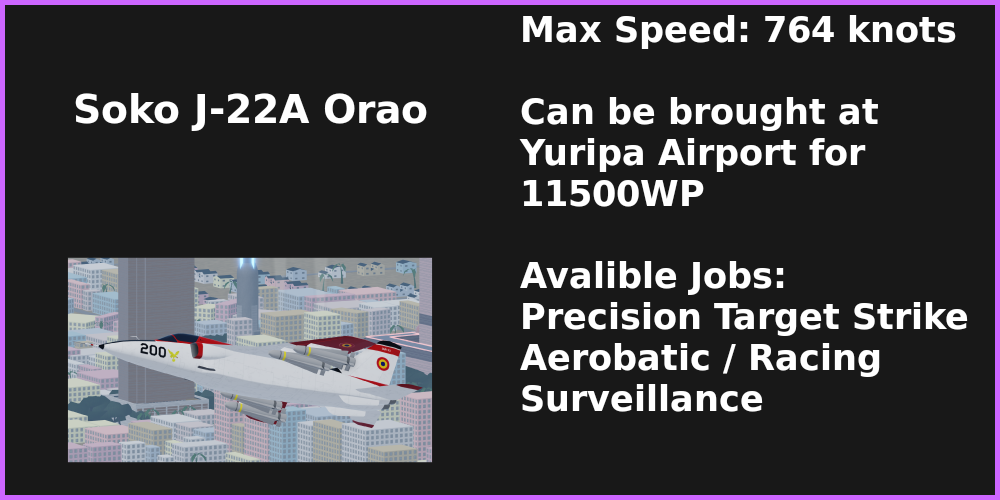 Soko J-22A Orao
200
Max Speed: 764 knots
Can be brought at
Yuripa Airport for
11500WP
Avalible Jobs:
Precision Target Strike
Aerobatic / Racing
Surveillance